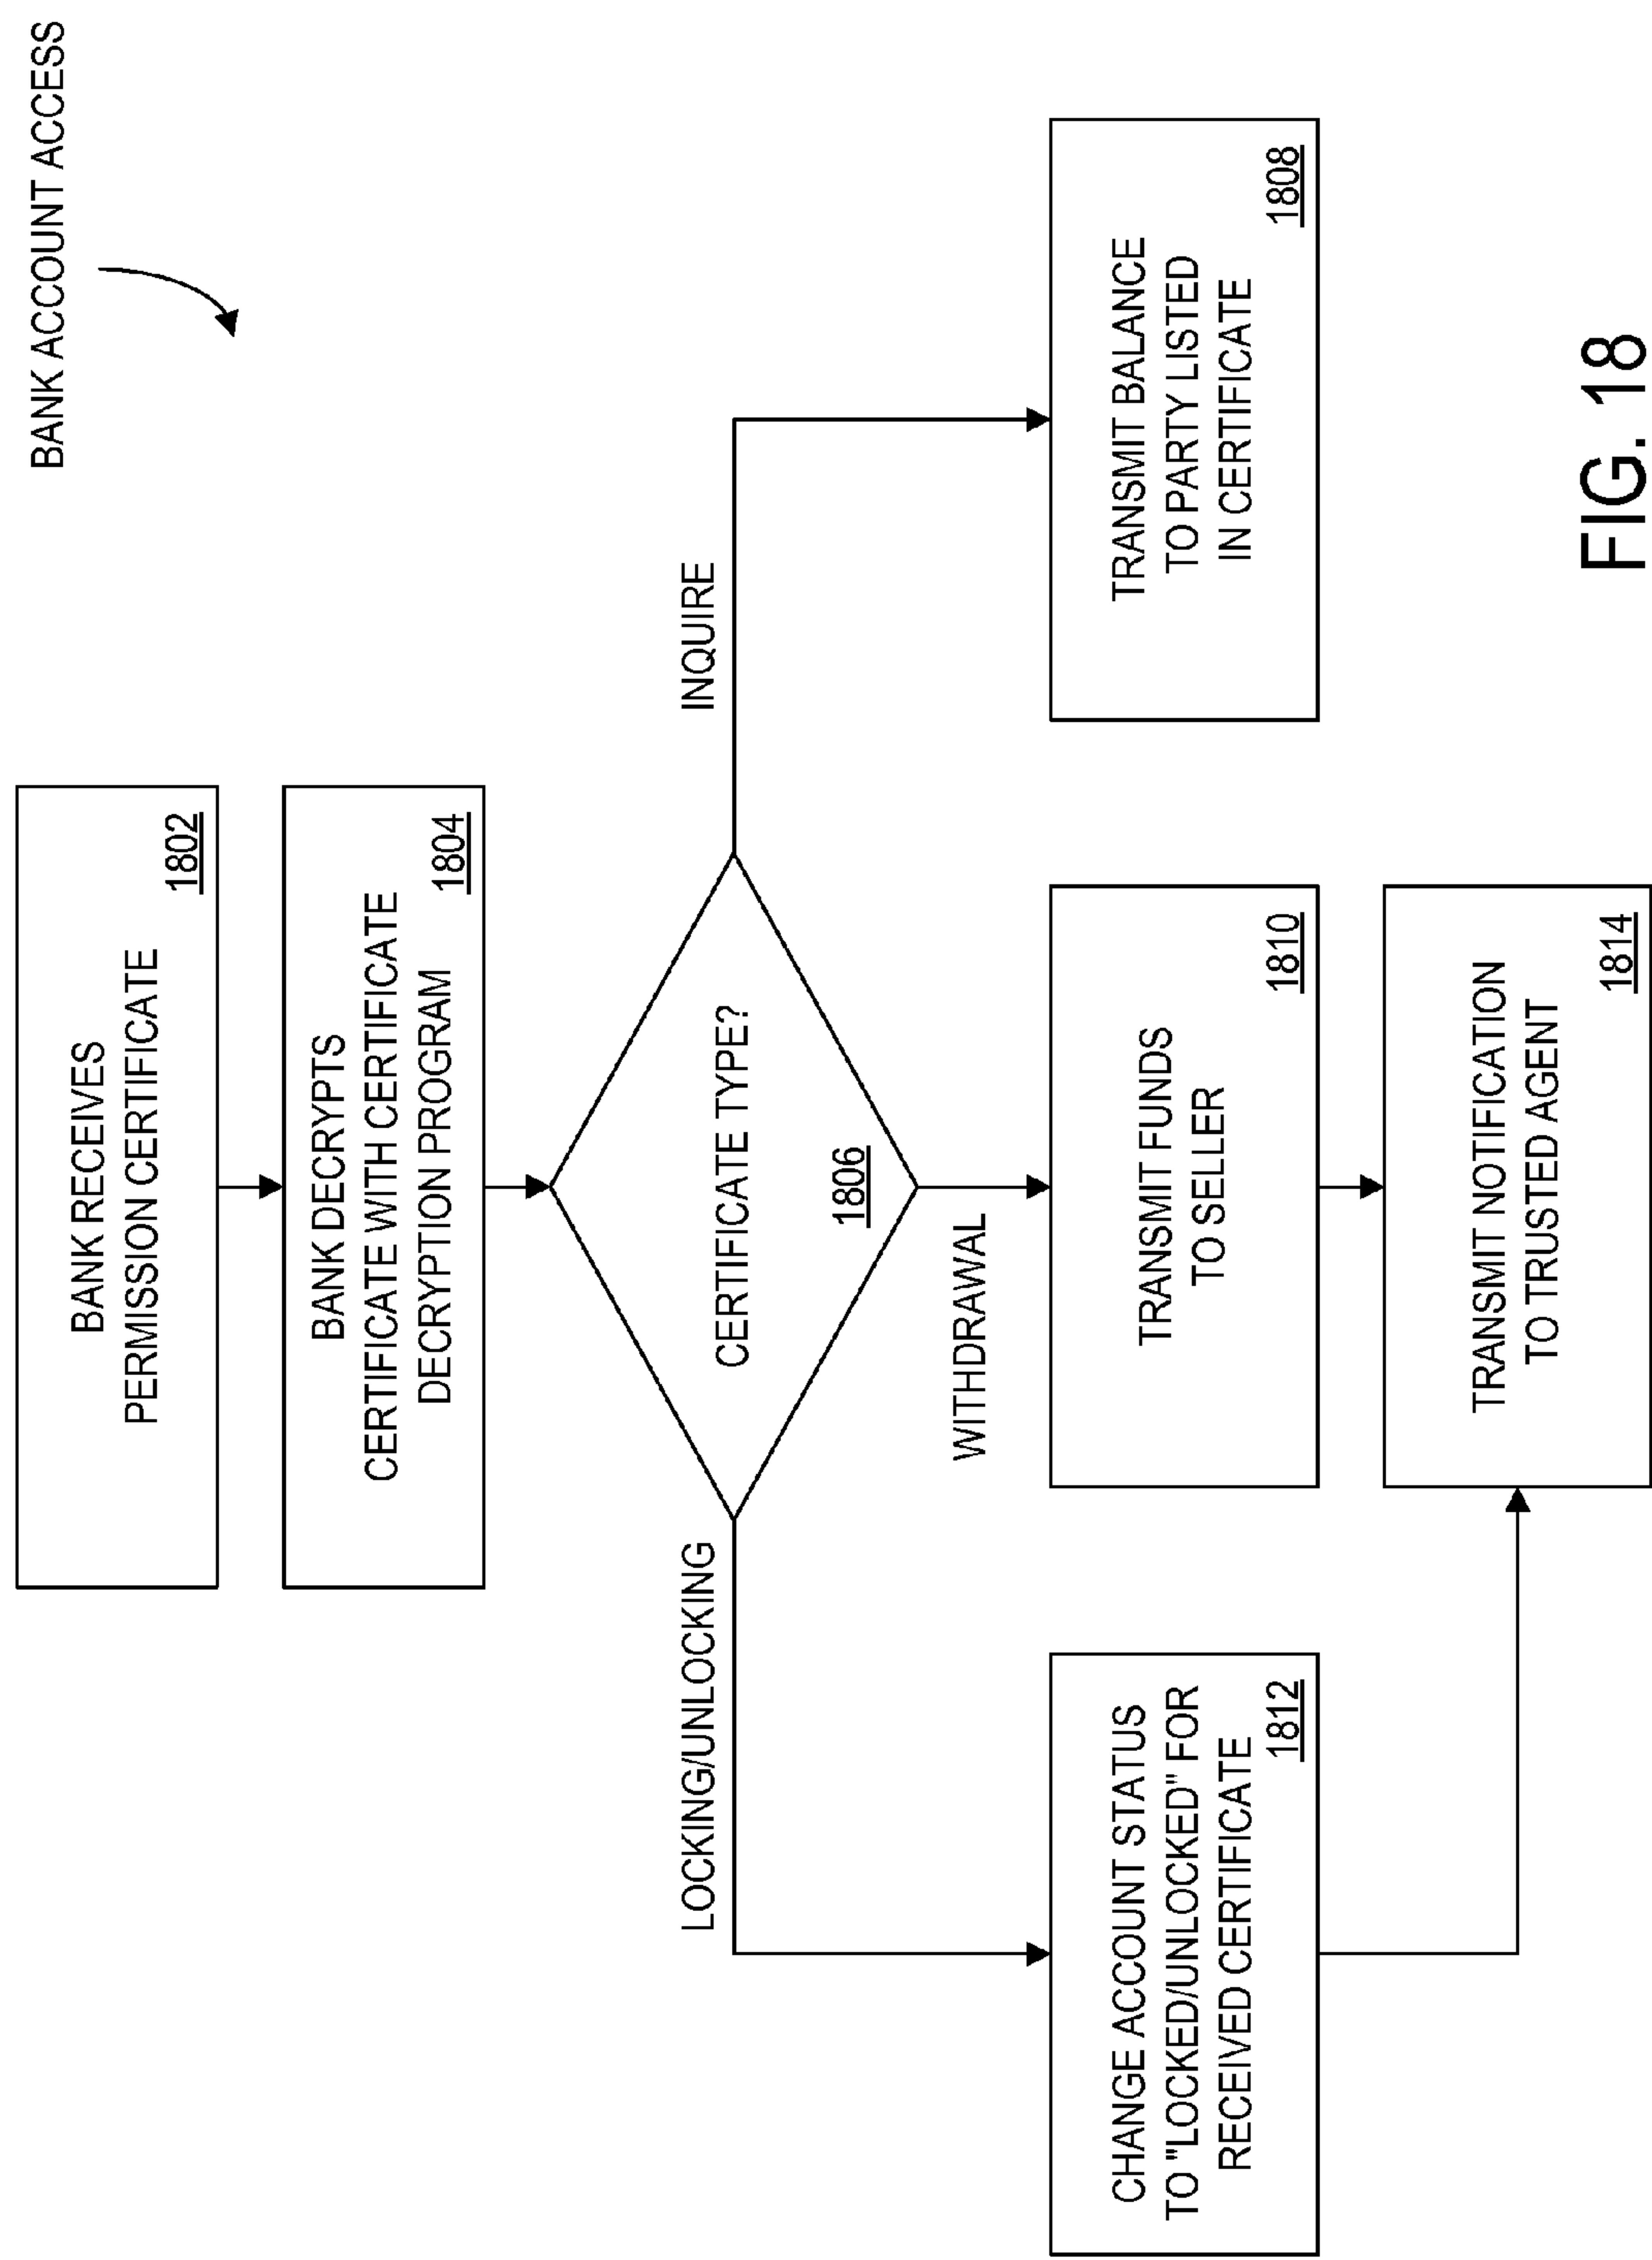 BANK ACCOUNT ACCESS
BANK RECEIVES
PERMISSION CERTIFICATE
1802
BANK DECRYPTS
CERTIFICATE WITH CERTIFICATE
DECRYPTION PROGRAM
1804
CERTIFICATE TYPE?
1806
LOCKING/UNLOCKING
WITHDRAWAL
INQUIRE
CHANGE ACCOUNT STATUS
TO "LOCKED/UNLOCKED" FOR
RECEIVED CERTIFICATE
1812
TRANSMIT FUNDS
TO SELLER
1810
TRANSMIT BALANCE
TO PARTY LISTED
IN CERTIFICATE
1808
TRANSMIT NOTIFICATION
TO TRUSTED AGENT
1814
FIG. 18